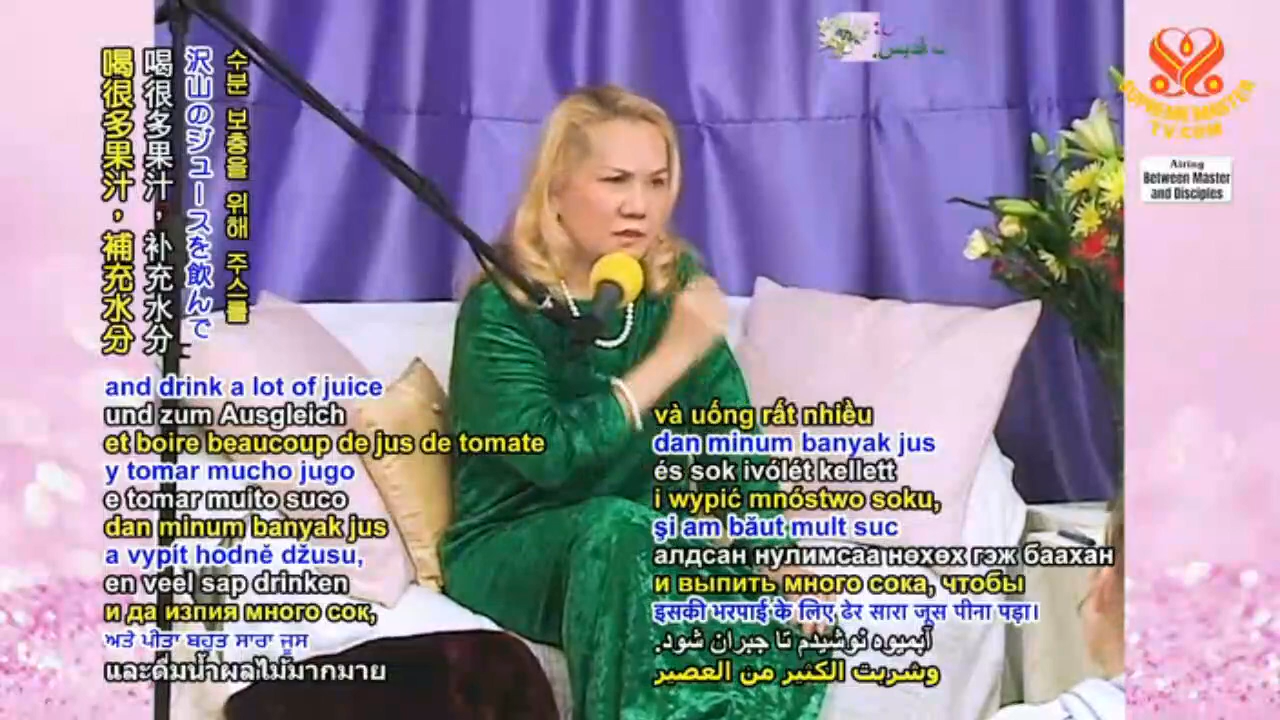 喝很多果汁，補充水分
喝很多果汁，补充水分
沢山のジュースを飲んで
수분 보충을 위해 주스를
SUPREME MASTER
TV.COM
Airing
Between Master
and Disciples
and drink a lot of juice
und zum Ausgleich
et boire beaucoup de jus de tomate
y tomar mucho jugo
e tomar muito suco
dan minum banyak jus
a vypít hodně džusu,
en veel sap drinken
и да изпия много сок,
ਅਤੇ ਪੀਤਾ ਬਹੁਤ ਸਾਰਾ ਜੂਸ
และดื่มน้ำผลไม้มากมาย
và uống rất nhiều
dan minum banyak jus
és sok ivólét kellett
i wypić mnóstwo soku,
şi am băut mult suc
алдсан нулимсаа нөхөх гэж баахан
и выпить много сока, чтобы
इसकी भरपाई के लिए ढेर सारा जूस पीना पड़ा।
آبمیوه نوشیدم تا جبران شود.
وشربت الكثير من العصير